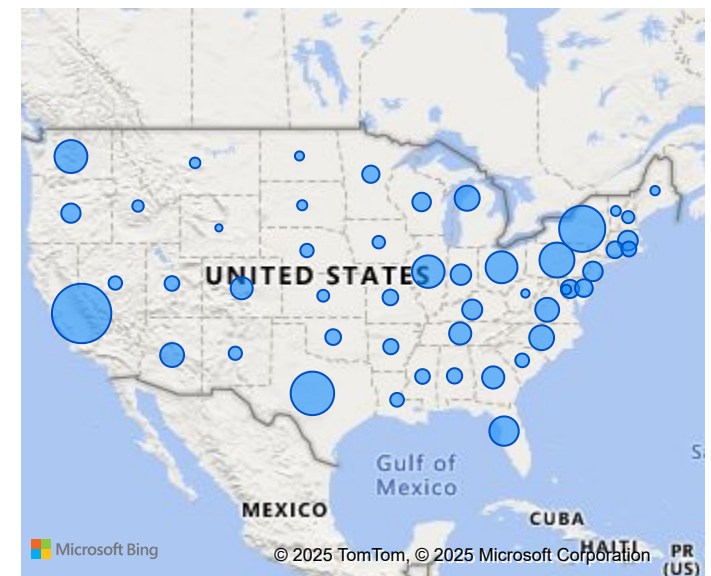 UNITED STATES
Gulf of
Mexico
MEXICO
CUBA
HAITI
PR
(US)
Microsoft Bing
© 2025 TomTom, © 2025 Microsoft Corporation